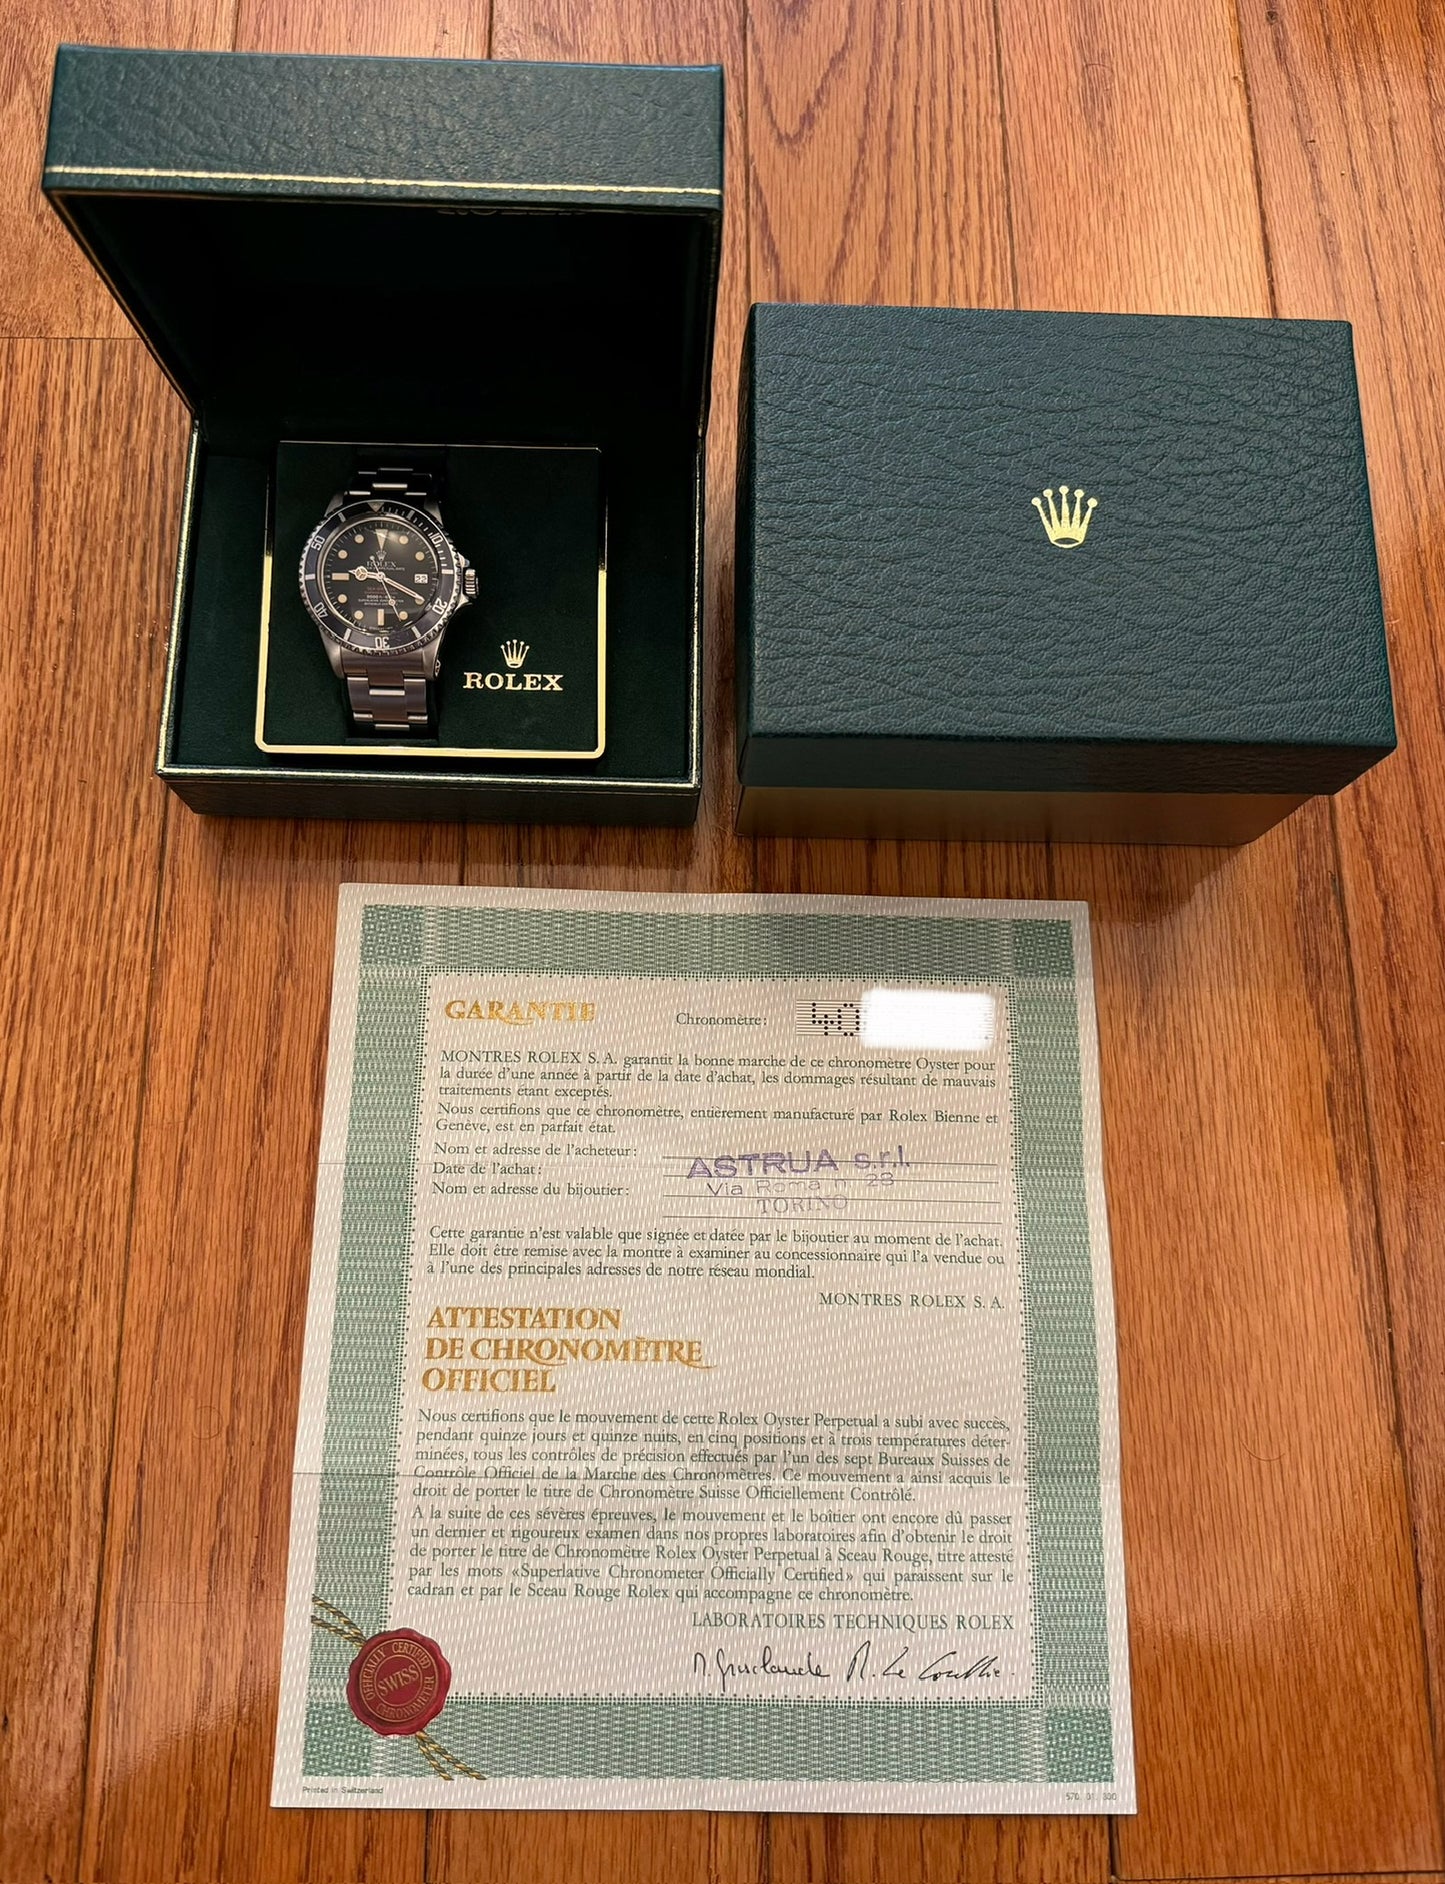 ROLEX
50
10
20
30
40
ROLEX
22
ROLEX
GARANTIE
Chronomètre: 40
MONTRES ROLEX S. A. garantit la bonne marche de ce chronomètre Oyster pour
la durée d'une année à partir de la date d'achat, les dommages résultant de mauvais
traitements étant exceptés.
Nous certifions que ce chronomètre, entièrement manufacturé par Rolex Bienne et
Genève, est en parfait état.
Nom et adresse de l'acheteur:
Date de l'achat:
Nom et adresse du bijoutier:
ASTRUA s.r.l.
Via Roma n. 28
TORINO
Cette garantie n'est valable que signée et datée par le bijoutier au moment de l'achat.
Elle doit être remise avec la montre à examiner au concessionnaire qui l'a vendue ou
à l'une des principales adresses de notre réseau mondial.
MONTRES ROLEX S. A.
ATTESTATION
DE CHRONOMÈTRE
OFFICIEL
Nous certifions que le mouvement de cette Rolex Oyster Perpetual a subi avec succès,
pendant quinze jours et quinze nuits, en cinq positions et à trois températures déter-
minées, tous les contrôles de précision effectués par l'un des sept Bureaux Suisses de
Contrôle Officiel de la Marche des Chronomètres. Ce mouvement a ainsi acquis le
droit de porter le titre de Chronomètre Suisse Officiellement Contrôlé.
A la suite de ces sévères épreuves, le mouvement et le boîtier ont encore dû passer
un dernier et rigoureux examen dans nos propres laboratoires afin d'obtenir le droit
de porter le titre de Chronomètre Rolex Oyster Perpetual à Sceau Rouge, titre attesté
par les mots «Superlative Chronometer Officially Certified» qui paraissent sur le
cadran et par le Sceau Rouge Rolex qui accompagne ce chronomètre.
LABORATOIRES TECHNIQUES ROLEX
OFFICIALLY CERTIFIED
SWISS
CHRONOMETER
Printed in Switzerland
570. 01. 300